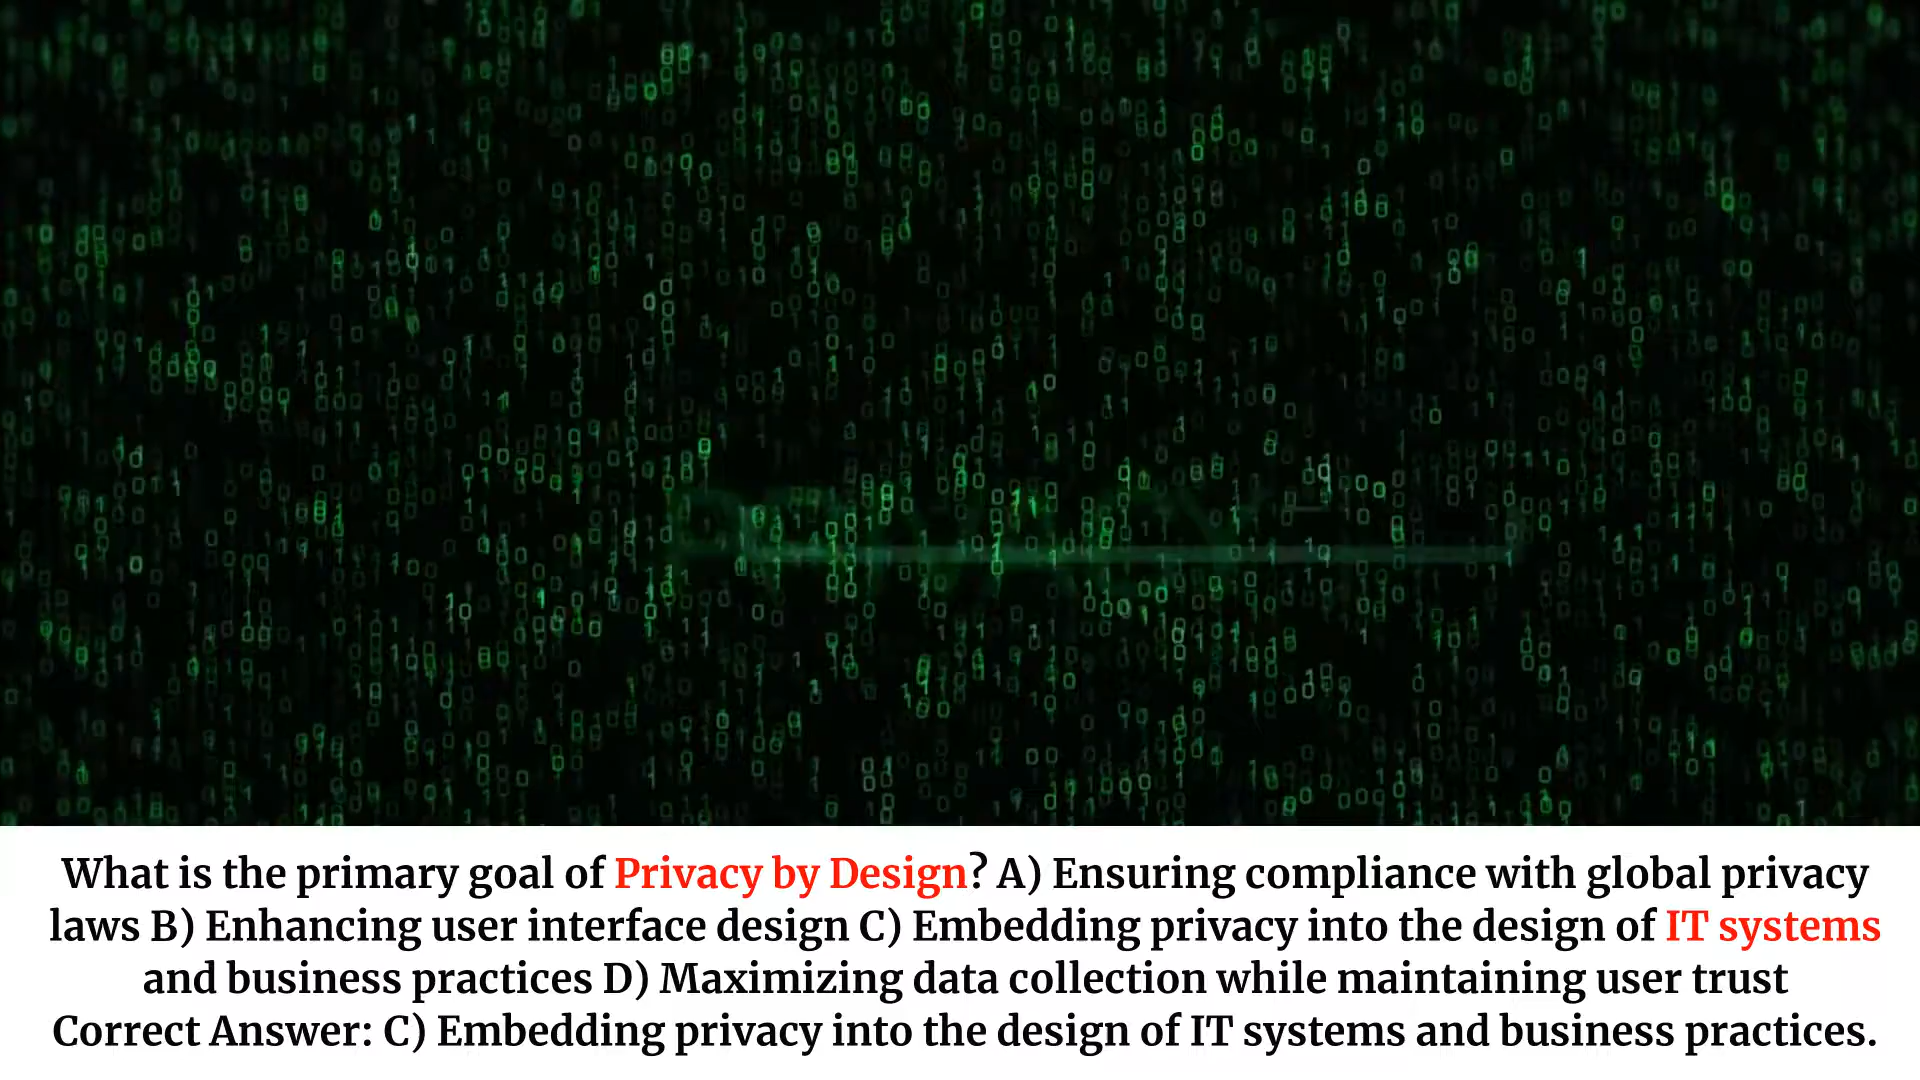 What is the primary goal of Privacy by Design? A) Ensuring compliance with global privacy
laws B) Enhancing user interface design C) Embedding privacy into the design of IT systems
and business practices D) Maximizing data collection while maintaining user trust
Correct Answer: C) Embedding privacy into the design of IT systems and business practices.